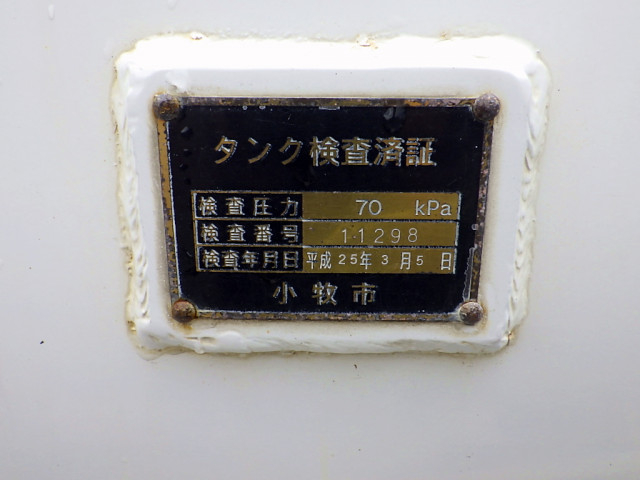 タンク検査済証
検査圧力 70 kPa
検査番号 11298
検査年月日 平成25年3月5日
小牧市